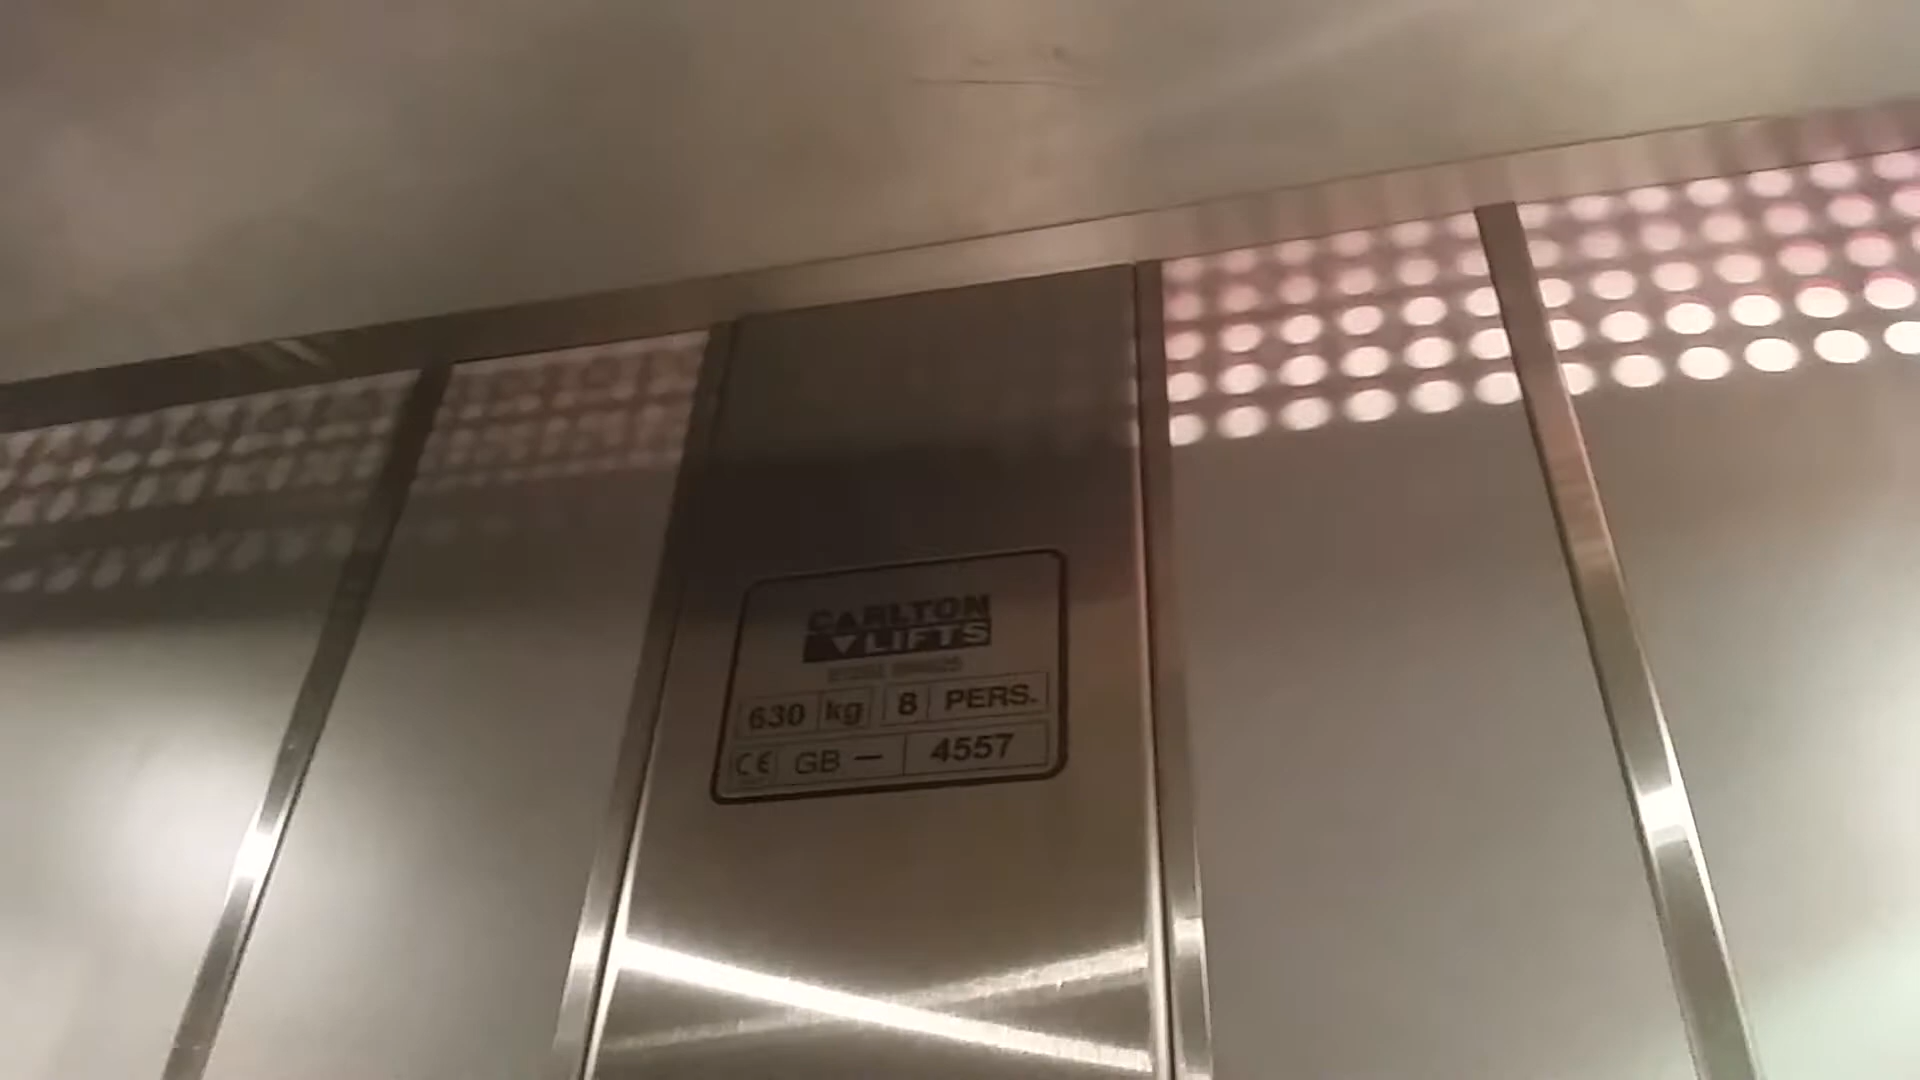 CARLTON
LIFTS
630 kg 8 PERS.
CE GB – 4557